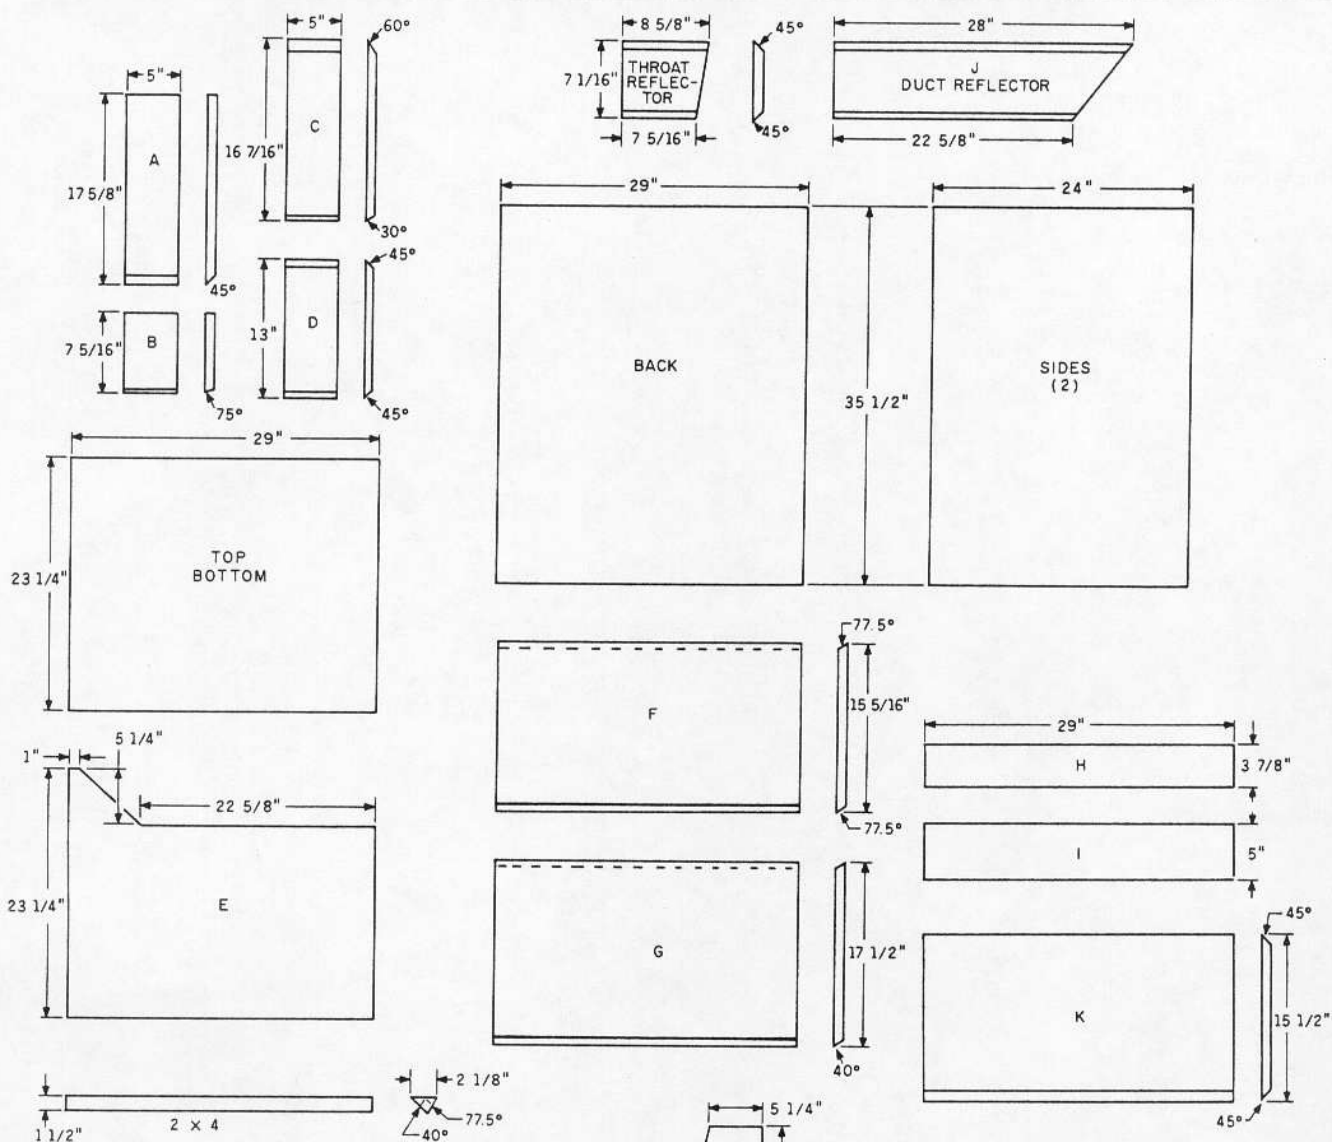 5"
60°
5"
17 5/8"
A
45°
16 7/16"
C
30°
7 5/16"
B
75°
13"
D
45°
45°
8 5/8"
7 1/16"
THROAT
REFLEC-
TOR
7 5/16"
45°
45°
28"
J
DUCT REFLECTOR
22 5/8"
29"
BACK
35 1/2"
24"
SIDES
(2)
29"
23 1/4"
TOP
BOTTOM
1"
5 1/4"
22 5/8"
23 1/4"
E
77.5°
F
15 5/16"
77.5°
G
17 1/2"
40°
29"
H
3 7/8"
I
5"
45°
K
15 1/2"
45°
1 1/2"
2 x 4
2 1/8"
77.5°
40°
5 1/4"